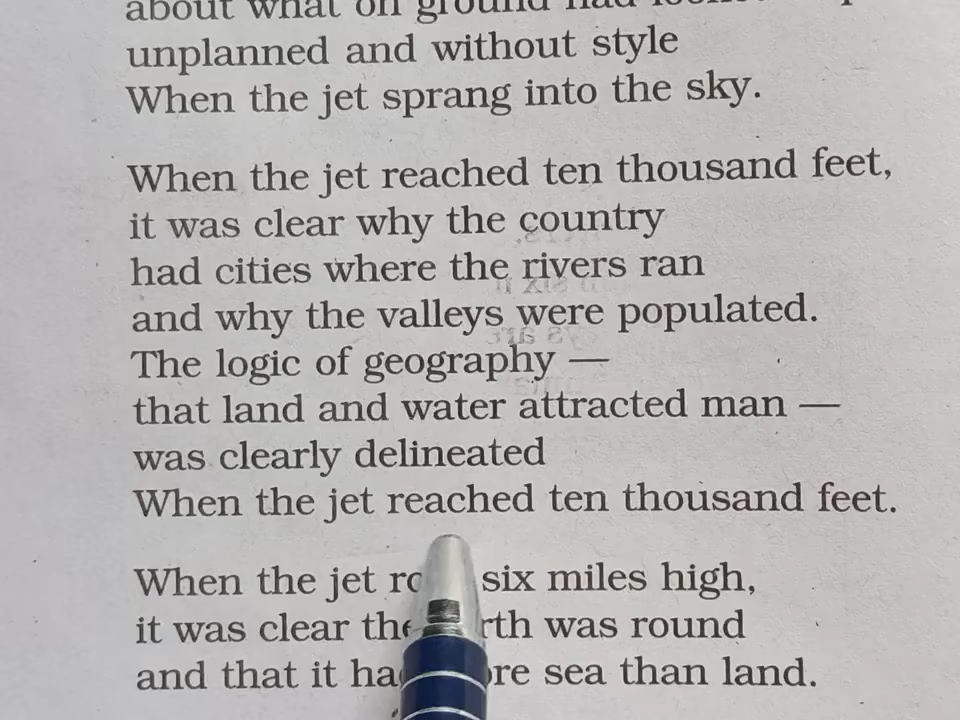 about what on ground had
unplanned and without style
When the jet sprang into the sky.
When the jet reached ten thousand feet,
it was clear why the country
had cities where the rivers ran
and why the valleys were populated.
The logic of geography —
that land and water attracted man —
was clearly delineated
When the jet reached ten thousand feet.
When the jet six miles high,
it was clear was round
and that it sea than land.